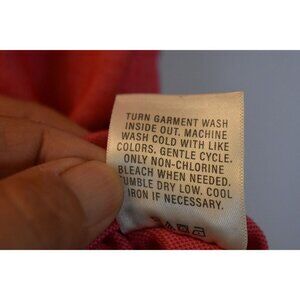 TURN GARMENT WASH
INSIDE OUT. MACHINE
WASH COLD WITH LIKE
COLORS. GENTLE CYCLE.
ONLY NON-CHLORINE
BLEACH WHEN NEEDED.
TUMBLE DRY LOW. COOL
IRON IF NECESSARY.